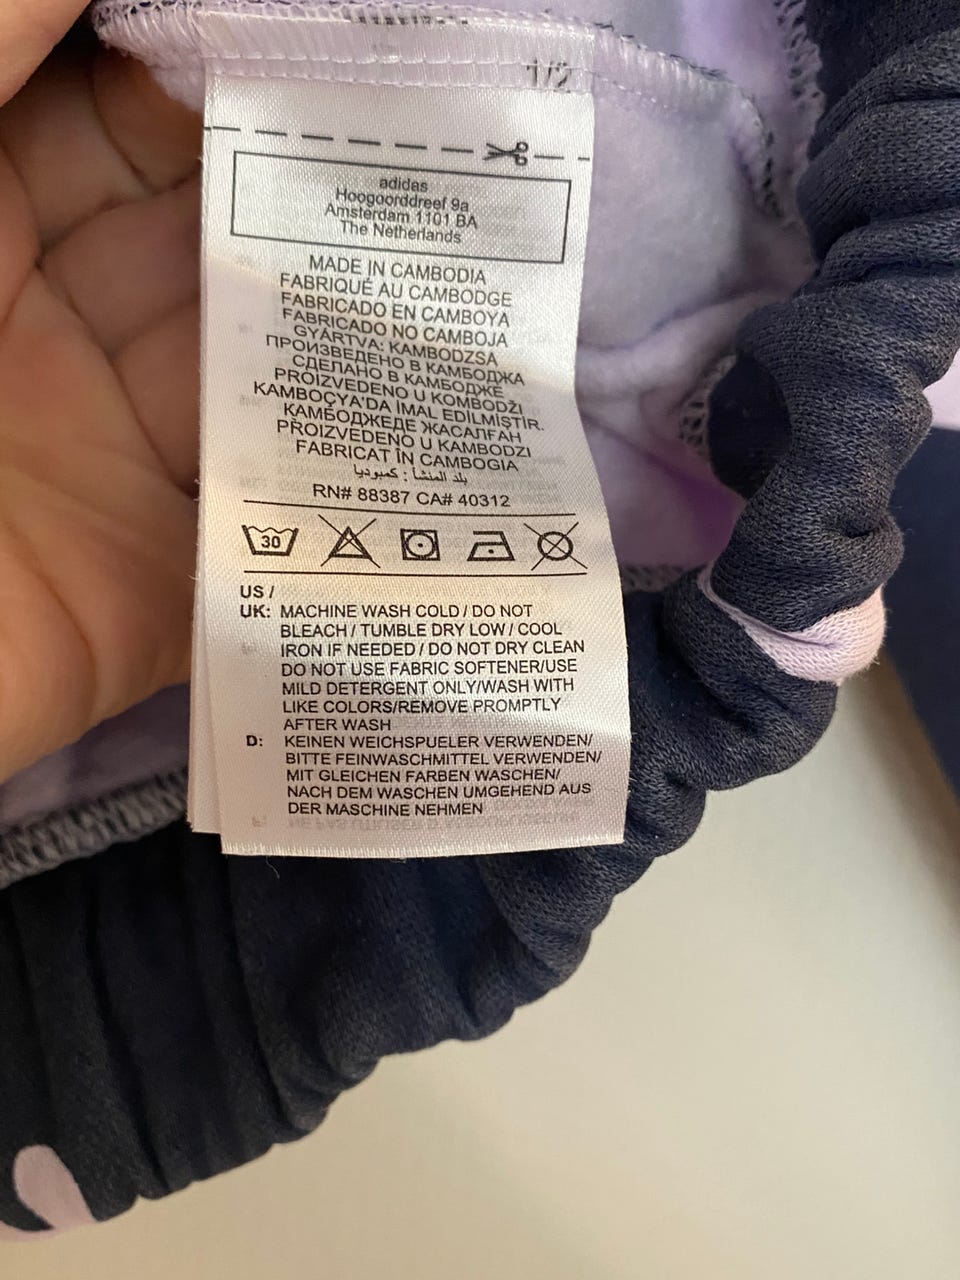 1/2
adidas
Hoogoorddreef 9a
Amsterdam 1101 BA
The Netherlands
MADE IN CAMBODIA
FABRIQUÉ AU CAMBODGE
FABRICADO EN CAMBOYA
FABRICADO NO CAMBOJA
GYÁRTVA: KAMBODZSA
ПРОИЗВЕДЕНО В КАМБОДЖА
СДЕЛАНО В КАМБОДЖЕ
PROIZVEDENO U KOMBODŽI
KAMBOÇYA'DA İMAL EDİLMİŞTİR.
КАМБОДЖЕДЕ ЖАСАЛҒАН
PROIZVEDENO U KAMBODZI
FABRICAT ÎN CAMBOGIA
بلد المنشأ : كمبوديا
RN# 88387 CA# 40312
30
US /
UK: MACHINE WASH COLD / DO NOT
BLEACH / TUMBLE DRY LOW / COOL
IRON IF NEEDED / DO NOT DRY CLEAN
DO NOT USE FABRIC SOFTENER/USE
MILD DETERGENT ONLY/WASH WITH
LIKE COLORS/REMOVE PROMPTLY
AFTER WASH
D: KEINEN WEICHSPUELER VERWENDEN/
BITTE FEINWASCHMITTEL VERWENDEN/
MIT GLEICHEN FARBEN WASCHEN/
NACH DEM WASCHEN UMGEHEND AUS
DER MASCHINE NEHMEN